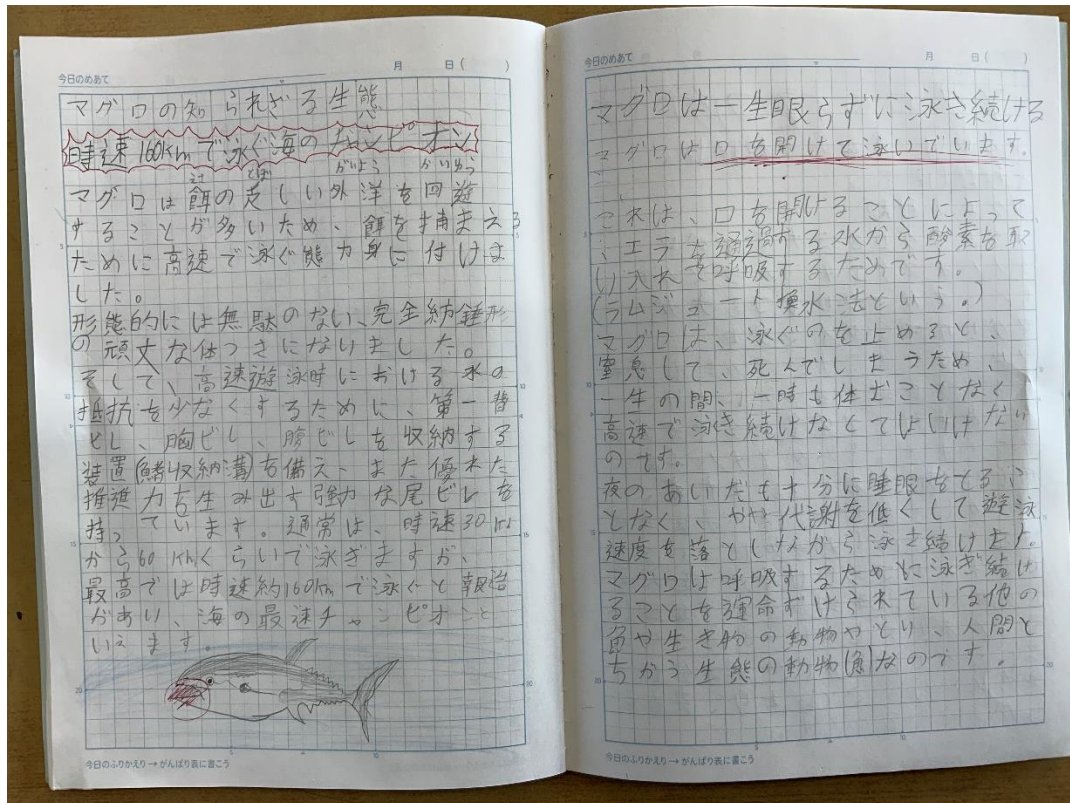 今日のめあて
月 日( )
マグロの知られざる生態
時速160Kmで泳ぐ海のチャンピオン
えさ とぼ がいよう かいゆう
マグロは餌の乏しい外洋を回遊
することが多いため、餌を捕まえる
ために高速で泳ぐ態力身に付けま
した。
形態的には無駄のない、完全紡錘形
の頑丈な体つきになりました。
そして、高速遊泳時における水の
抵抗を少なくするために、第一背
ビレ、胸ビレ、腹ビレを収納する
装置(鰭収納溝)も備え、また優れた
推進力を生み出す強力な尾ビレを
持っています。通常は、時速30Km
から60Kmくらいで泳ぎますが、
最高では時速約160Kmで泳ぐと報告
があり、海の最速チャンピオンと
いえます。
今日のふりかえり→がんばり表に書こう
今日のめあて
月 日( )
マグロは一生眠らずに泳き続ける
マグロは口を開けて泳いでいます。
これは、口を開けることによって
、エラを通過する水から酸素を取
り入れて呼吸するためです。
(ラムジュート換水法という。)
マグロは、泳ぐのを止めると、
窒息して、死んでしまうため、
一生の間、一時も休むことなく
高速で泳き続けなくてはいけない
のです。
夜のあいだも十分に睡眠をとるこ
となく、やや代謝を低くして遊泳
速度を落としながら泳き続けます。
マグロは呼吸するために泳ぎ続け
ることを運命ずけられている他の
魚や生き物の動物やとり、人間と
ちがう生態の動物(魚)なのです。
今日のふりかえり→がんばり表に書こう